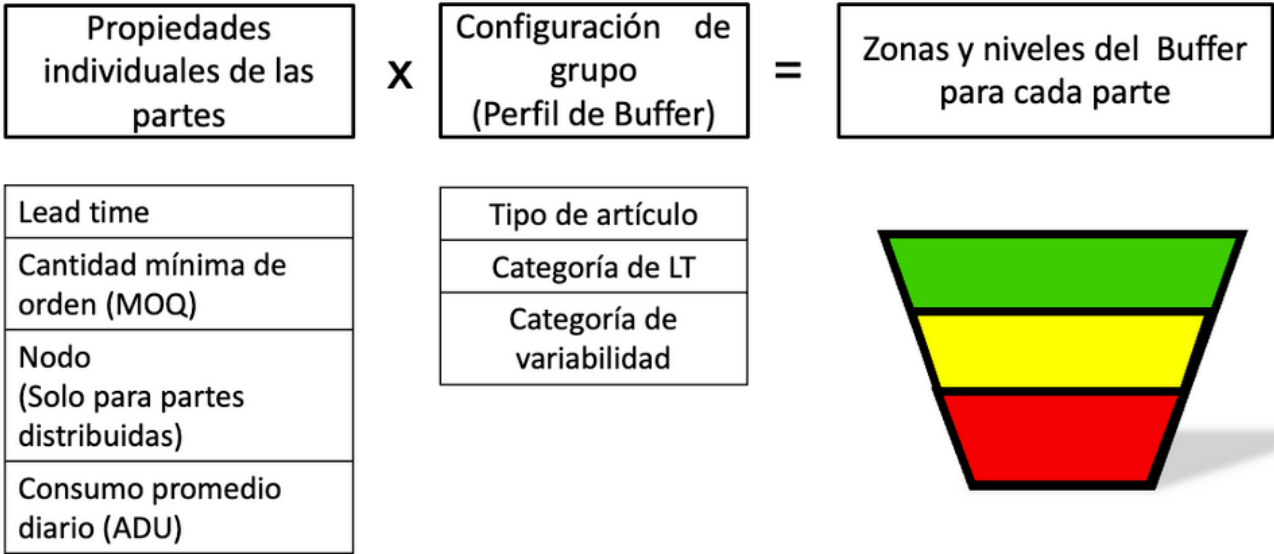 Propiedades
individuales de las
partes
x
Configuración de
grupo
(Perfil de Buffer)
=
Zonas y niveles del Buffer
para cada parte
Lead time
Cantidad mínima de
orden (MOQ)
Nodo
(Solo para partes
distribuidas)
Consumo promedio
diario (ADU)
Tipo de artículo
Categoría de LT
Categoría de
variabilidad